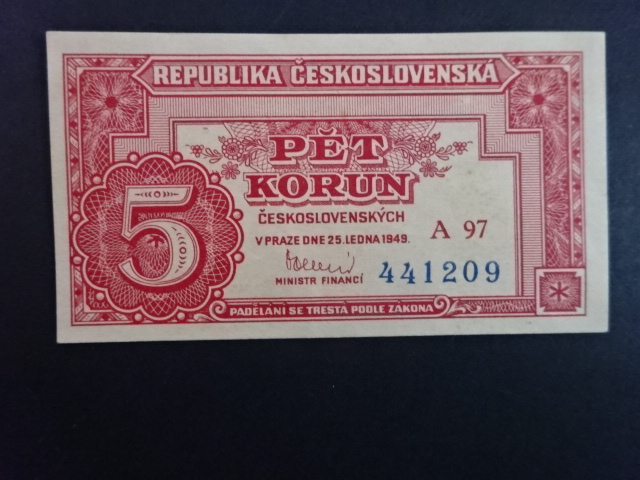 REPUBLIKA ČESKOSLOVENSKÁ
PĚT
KORUN
ČESKOSLOVENSKÝCH
V PRAZE DNE 25. LEDNA 1949.
A 97
5
MINISTR FINANCÍ
441209
PADĚLÁNÍ SE TRESTÁ PODLE ZÁKONA